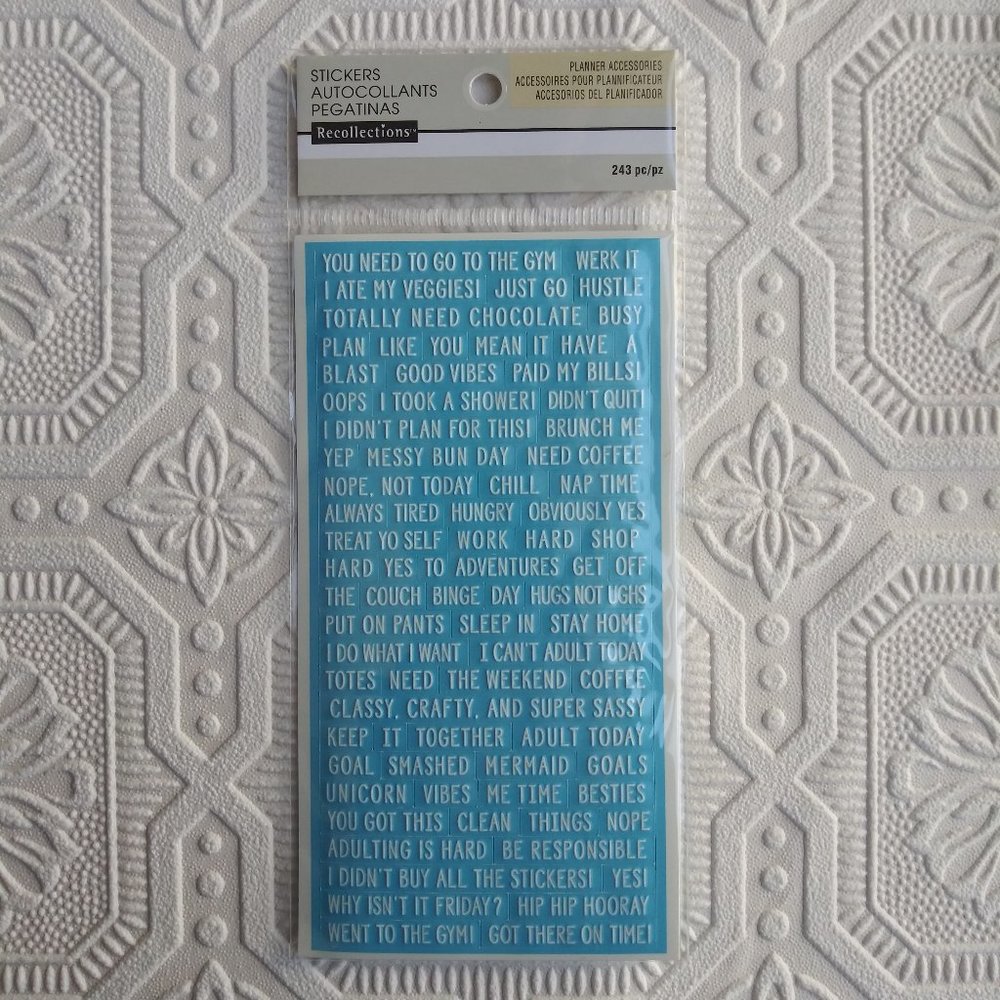 STICKERS
AUTOCOLLANTS
PEGATINAS
Recollections™
PLANNER ACCESSORIES
ACCESSOIRES POUR PLANNIFICATEUR
ACCESORIOS DEL PLANIFICADOR
243 pc/pz
YOU NEED TO GO TO THE GYM WERK IT
I ATE MY VEGGIES! JUST GO HUSTLE
TOTALLY NEED CHOCOLATE BUSY
PLAN LIKE YOU MEAN IT HAVE A
BLAST GOOD VIBES PAID MY BILLS!
OOPS I TOOK A SHOWER! DIDN'T QUIT!
I DIDN'T PLAN FOR THIS! BRUNCH ME
YEP MESSY BUN DAY NEED COFFEE
NOPE, NOT TODAY CHILL NAP TIME
ALWAYS TIRED HUNGRY OBVIOUSLY YES
TREAT YO SELF WORK HARD SHOP
HARD YES TO ADVENTURES GET OFF
THE COUCH BINGE DAY HUGS NOT UGHS
PUT ON PANTS SLEEP IN STAY HOME
I DO WHAT I WANT I CAN'T ADULT TODAY
TOTES NEED THE WEEKEND COFFEE
CLASSY, CRAFTY, AND SUPER SASSY
KEEP IT TOGETHER ADULT TODAY
GOAL SMASHED MERMAID GOALS
UNICORN VIBES ME TIME BESTIES
YOU GOT THIS CLEAN THINGS NOPE
ADULTING IS HARD BE RESPONSIBLE
I DIDN'T BUY ALL THE STICKERS! YES!
WHY ISN'T IT FRIDAY? HIP HIP HOORAY
WENT TO THE GYM! GOT THERE ON TIME!